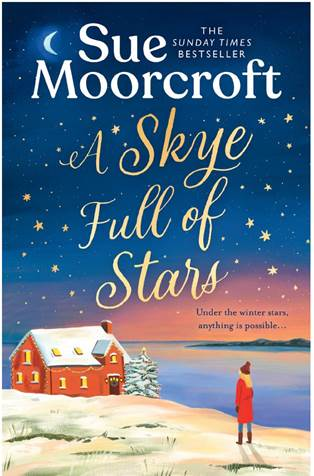 Sue
Moorcroft
THE
SUNDAY TIMES
BESTSELLER
A Skye
Full of
Stars
Under the winter stars,
anything is possible...